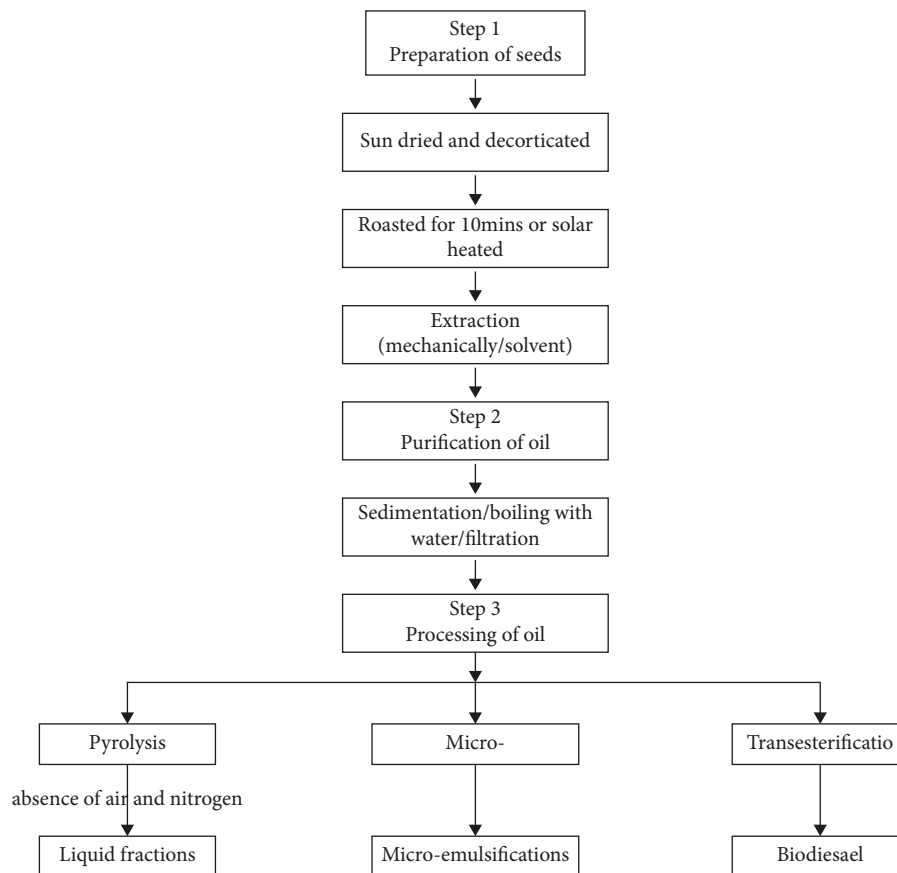 Step 1
Preparation of seeds
Sun dried and decorticated
Roasted for 10mins or solar
heated
Extraction
(mechanically/solvent)
Step 2
Purification of oil
Sedimentation/boiling with
water/filtration
Step 3
Processing of oil
Pyrolysis
Micro-
Transesterificatio
absence of air and nitrogen
Liquid fractions
Micro-emulsifications
Biodiesael